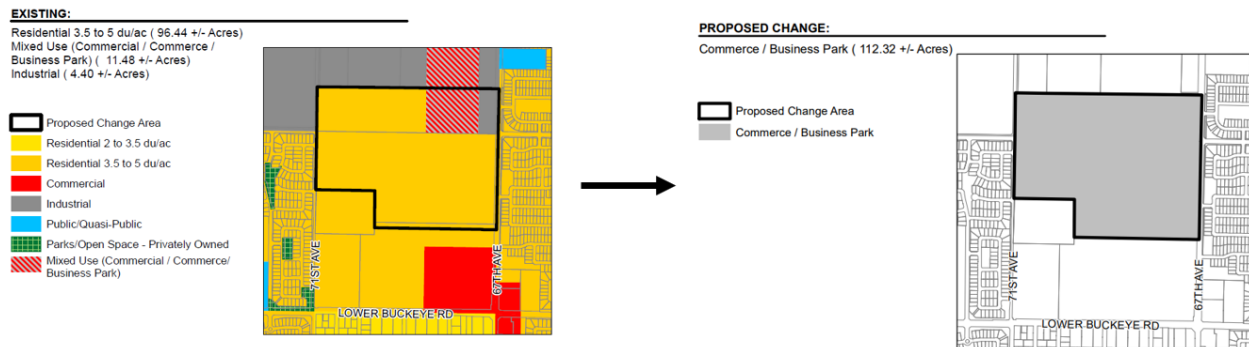 EXISTING:
Residential 3.5 to 5 du/ac ( 96.44 +/- Acres)
Mixed Use (Commercial / Commerce /
Business Park) ( 11.48 +/- Acres)
Industrial ( 4.40 +/- Acres)
Proposed Change Area
Residential 2 to 3.5 du/ac
Residential 3.5 to 5 du/ac
Commercial
Industrial
Public/Quasi-Public
Parks/Open Space - Privately Owned
Mixed Use (Commercial / Commerce/
Business Park)
71ST AVE
67TH AVE
LOWER BUCKEYE RD
PROPOSED CHANGE:
Commerce / Business Park ( 112.32 +/- Acres)
Proposed Change Area
Commerce / Business Park
71ST AVE
67TH AVE
LOWER BUCKEYE RD